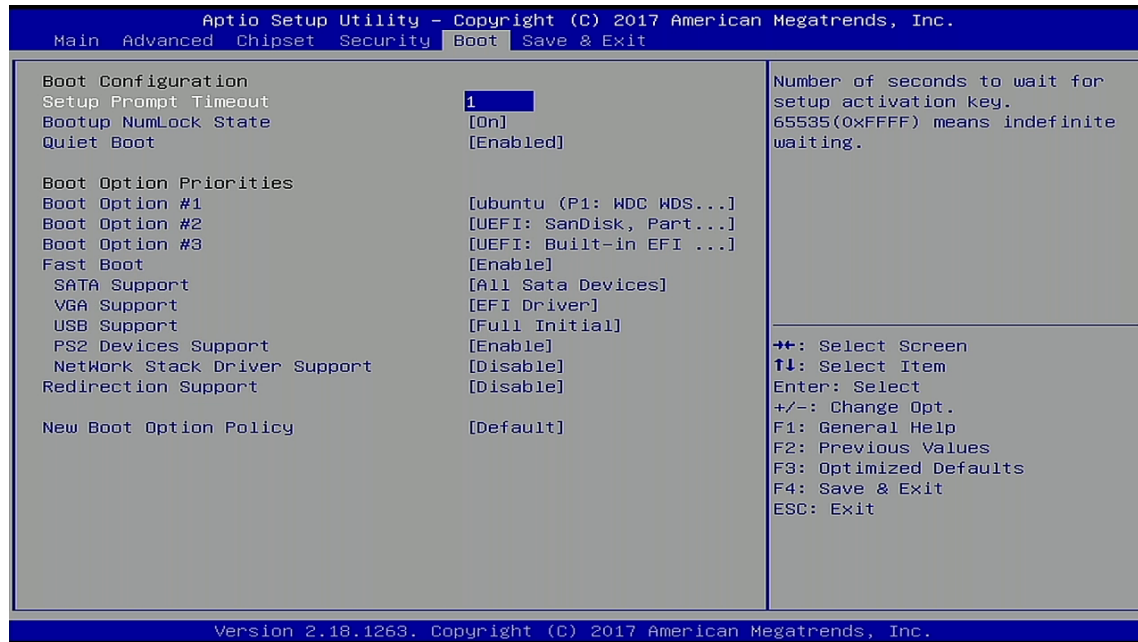 Aptio Setup Utility – Copyright (C) 2017 American Megatrends, Inc.
Main Advanced Chipset Security Boot Save & Exit
Boot Configuration
Setup Prompt Timeout 1
Bootup NumLock State [On]
Quiet Boot [Enabled]
Boot Option Priorities
Boot Option #1 [ubuntu (P1: WDC WDS...]
Boot Option #2 [UEFI: SanDisk, Part...]
Boot Option #3 [UEFI: Built-in EFI ...]
Fast Boot [Enable]
SATA Support [All Sata Devices]
VGA Support [EFI Driver]
USB Support [Full Initial]
PS2 Devices Support [Enable]
NetWork Stack Driver Support [Disable]
Redirection Support [Disable]
New Boot Option Policy [Default]
Number of seconds to wait for
setup activation key.
65535(0xFFFF) means indefinite
waiting.
→←: Select Screen
↑↓: Select Item
Enter: Select
+/-: Change Opt.
F1: General Help
F2: Previous Values
F3: Optimized Defaults
F4: Save & Exit
ESC: Exit
Version 2.18.1263. Copyright (C) 2017 American Megatrends, Inc.